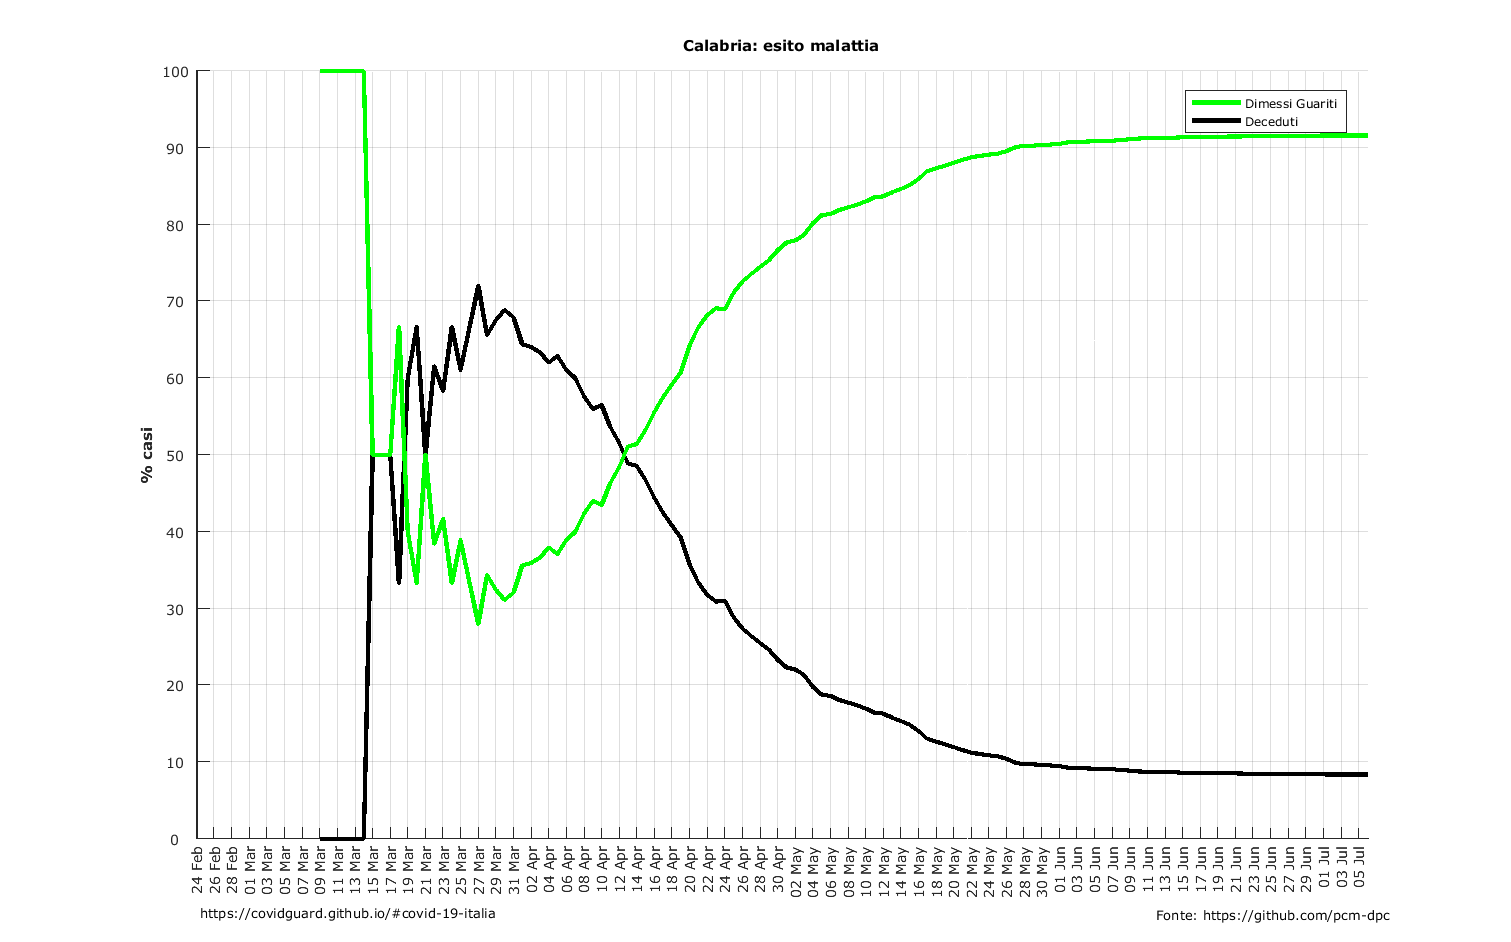 Calabria: esito malattia
Dimessi Guariti
Deceduti
% casi
100
90
80
70
60
50
40
30
20
10
0
24 Feb
26 Feb
28 Feb
01 Mar
03 Mar
05 Mar
07 Mar
09 Mar
11 Mar
13 Mar
15 Mar
17 Mar
19 Mar
21 Mar
23 Mar
25 Mar
27 Mar
29 Mar
31 Mar
02 Apr
04 Apr
06 Apr
08 Apr
10 Apr
12 Apr
14 Apr
16 Apr
18 Apr
20 Apr
22 Apr
24 Apr
26 Apr
28 Apr
30 Apr
02 May
04 May
06 May
08 May
10 May
12 May
14 May
16 May
18 May
20 May
22 May
24 May
26 May
28 May
30 May
01 Jun
03 Jun
05 Jun
07 Jun
09 Jun
11 Jun
13 Jun
15 Jun
17 Jun
19 Jun
21 Jun
23 Jun
25 Jun
27 Jun
29 Jun
01 Jul
03 Jul
05 Jul
https://covidguard.github.io/#covid-19-italia
Fonte: https://github.com/pcm-dpc